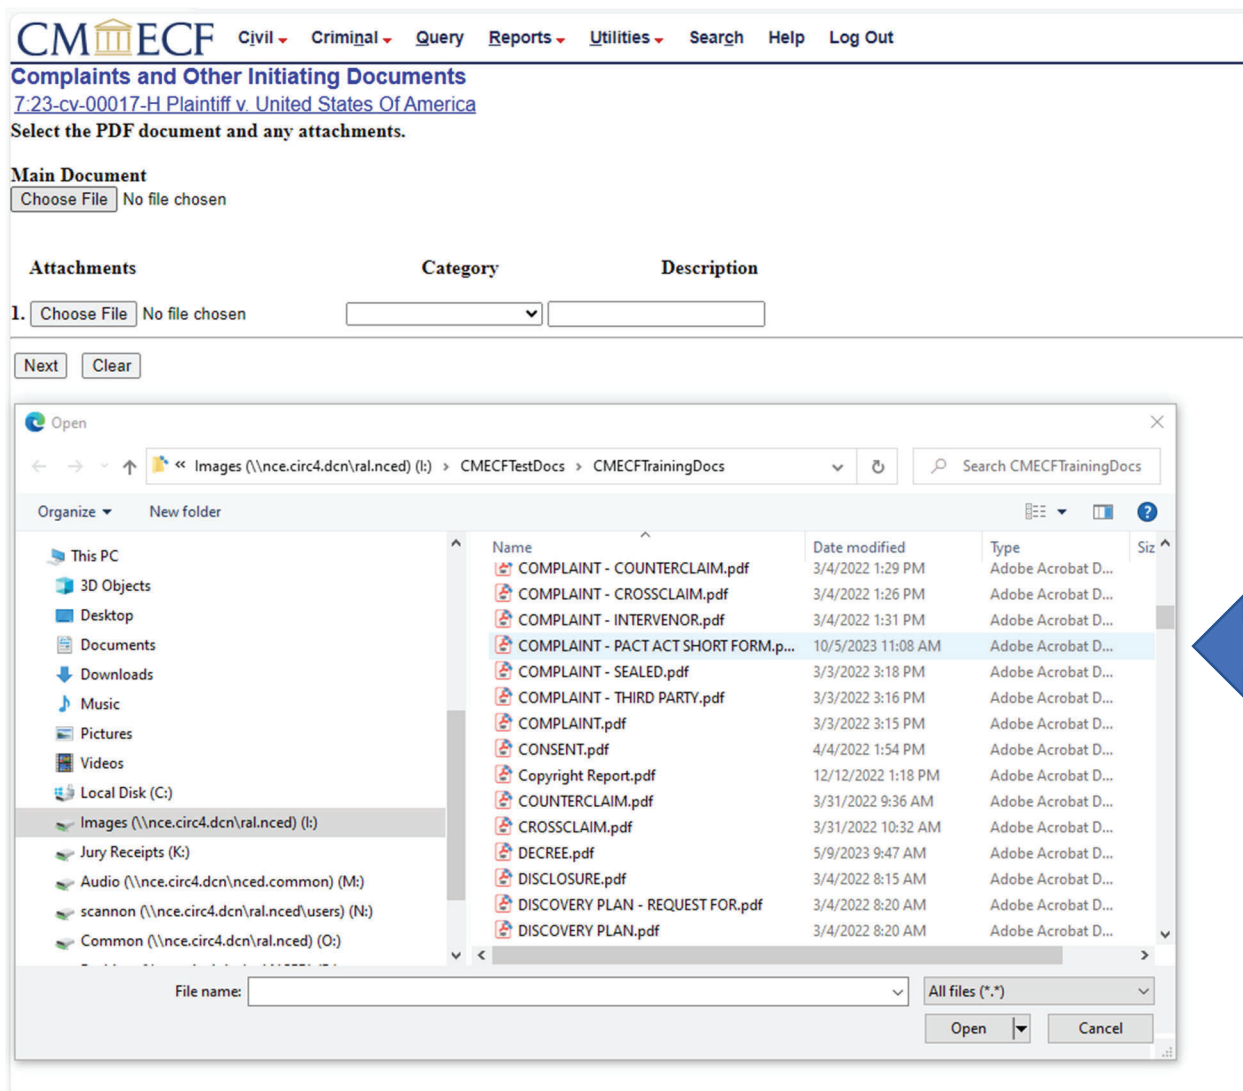 CM ECF Civil Criminal Query Reports Utilities Search Help Log Out
Complaints and Other Initiating Documents
7:23-cv-00017-H Plaintiff v. United States Of America
Select the PDF document and any attachments.
Main Document
Choose File No file chosen
Attachments Category Description
1. Choose File No file chosen
Next Clear
Open
« Images (\\nce.circ4.dcn\ral.nced) (I:) › CMECFTestDocs › CMECFTrainingDocs Search CMECFTrainingDocs
Organize New folder
This PC
3D Objects
Desktop
Documents
Downloads
Music
Pictures
Videos
Local Disk (C:)
Images (\\nce.circ4.dcn\ral.nced) (I:)
Jury Receipts (K:)
Audio (\\nce.circ4.dcn\nced.common) (M:)
scannon (\\nce.circ4.dcn\ral.nced\users) (N:)
Common (\\nce.circ4.dcn\ral.nced) (O:)
Name Date modified Type Siz
COMPLAINT - COUNTERCLAIM.pdf 3/4/2022 1:29 PM Adobe Acrobat D...
COMPLAINT - CROSSCLAIM.pdf 3/4/2022 1:26 PM Adobe Acrobat D...
COMPLAINT - INTERVENOR.pdf 3/4/2022 1:31 PM Adobe Acrobat D...
COMPLAINT - PACT ACT SHORT FORM.p... 10/5/2023 11:08 AM Adobe Acrobat D...
COMPLAINT - SEALED.pdf 3/3/2022 3:18 PM Adobe Acrobat D...
COMPLAINT - THIRD PARTY.pdf 3/3/2022 3:16 PM Adobe Acrobat D...
COMPLAINT.pdf 3/3/2022 3:15 PM Adobe Acrobat D...
CONSENT.pdf 4/4/2022 1:54 PM Adobe Acrobat D...
Copyright Report.pdf 12/12/2022 1:18 PM Adobe Acrobat D...
COUNTERCLAIM.pdf 3/31/2022 9:36 AM Adobe Acrobat D...
CROSSCLAIM.pdf 3/31/2022 10:32 AM Adobe Acrobat D...
DECREE.pdf 5/9/2023 9:47 AM Adobe Acrobat D...
DISCLOSURE.pdf 3/4/2022 8:15 AM Adobe Acrobat D...
DISCOVERY PLAN - REQUEST FOR.pdf 3/4/2022 8:20 AM Adobe Acrobat D...
DISCOVERY PLAN.pdf 3/4/2022 8:20 AM Adobe Acrobat D...
File name: All files (*.*)
Open Cancel